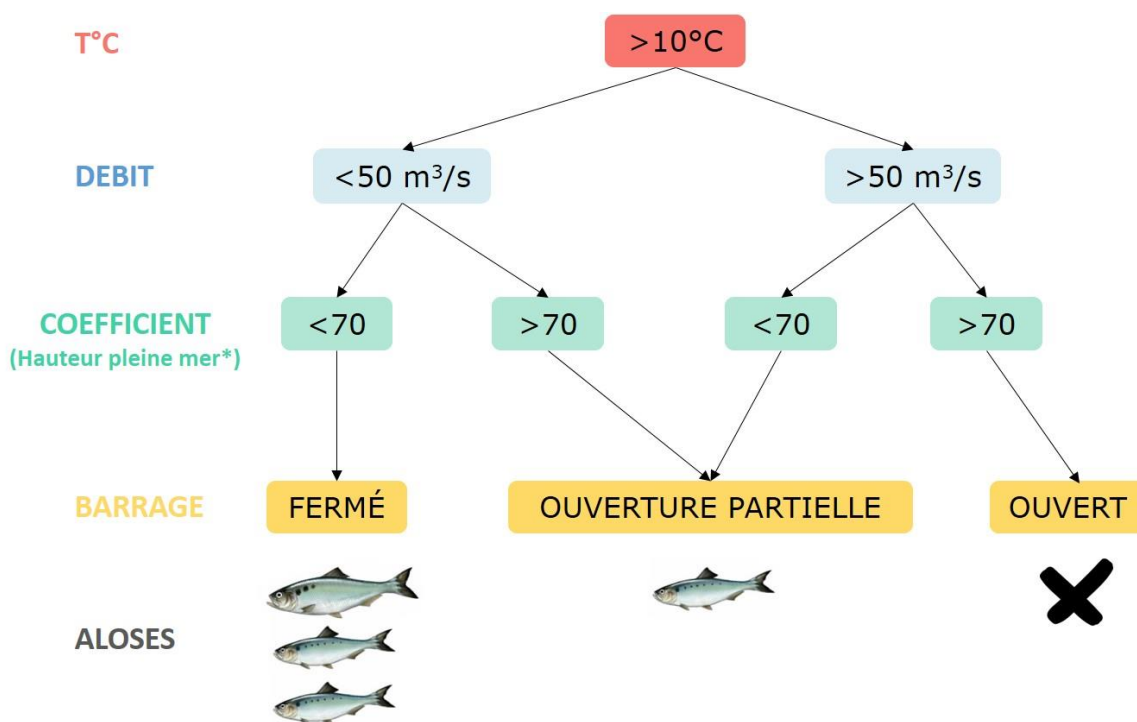 T°C
>10°C
DEBIT
<50 m³/s
>50 m³/s
COEFFICIENT
(Hauteur pleine mer*)
<70
>70
<70
>70
BARRAGE
FERMÉ
OUVERTURE PARTIELLE
OUVERT
ALOSES